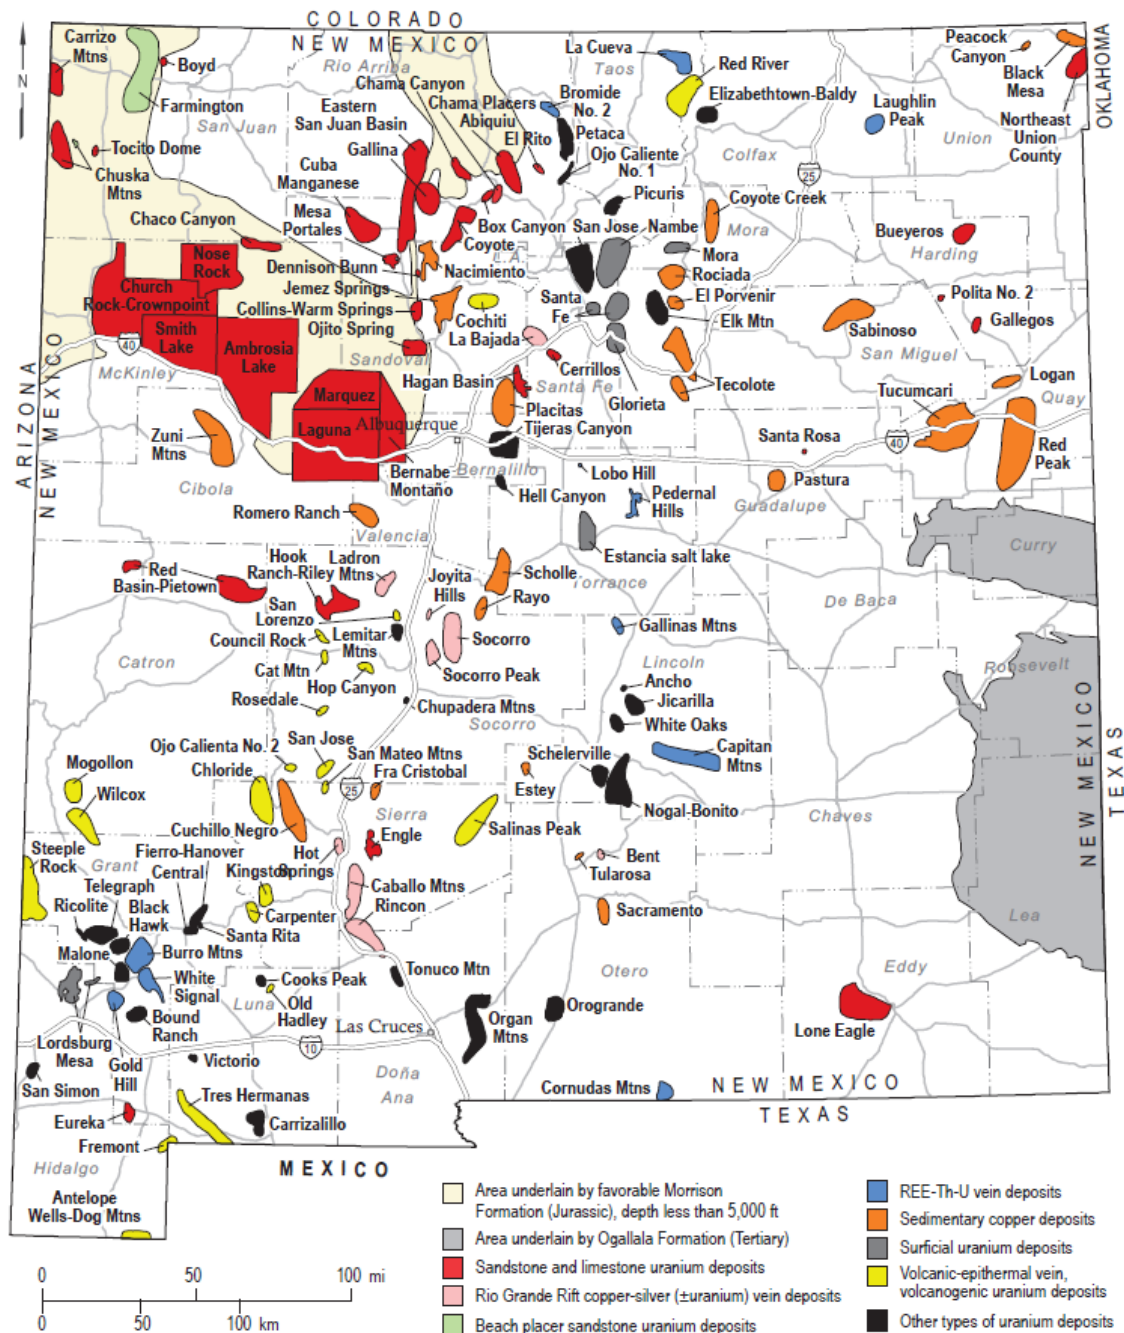 COLORADO
NEW MEXICO
Carrizo
Mtns
Boyd
Farmington
Rio Arriba
Chama Canyon
Chama Placers
Abiquiu
El Rito
Eastern
San Juan Basin
Gallina
San Juan
Tocito Dome
Chuska
Mtns
Cuba
Manganese
Mesa
Portales
Chaco Canyon
La Cueva
Taos
Red River
Bromide
No. 2
Elizabethtown-Baldy
Petaca
Ojo Caliente
No. 1
Picuris
Colfax
25
Laughlin
Peak
Union
Peacock
Canyon
Black
Mesa
Northeast
Union
County
OKLAHOMA
N
Box Canyon
Coyote
San Jose
Nambe
Coyote Creek
Mora
Mora
Bueyeros
Harding
Nose
Rock
Dennison Bunn
Nacimiento
LA
Rociada
Church
Rock-Crownpoint
Jemez Springs
Collins-Warm Springs
Ojito Spring
Cochiti
La Bajada
Santa
Fe
El Porvenir
Elk Mtn
Polita No. 2
Gallegos
Sabinoso
San Miguel
Smith
Lake
Ambrosia
Lake
40
McKinley
Sandoval
Cerrillos
Santa Fe
Glorieta
Tecolote
Hagan Basin
Placitas
Tijeras Canyon
Logan
Quay
Tucumcari
Red
Peak
Marquez
Laguna
Albuquerque
Bernabe
Montaño
Bernalillo
Zuni
Mtns
Cibola
Santa Rosa
40
Lobo Hill
Hell Canyon
Pedernal
Hills
Pastura
Guadalupe
ARIZONA
NEW MEXICO
Romero Ranch
Valencia
Estancia salt lake
Curry
Red
Basin-Pietown
Hook
Ranch-Riley
Ladron
Mtns
Joyita
Hills
Scholle
Rayo
Torrance
De Baca
San
Lorenzo
Council Rock
Lemitar
Mtns
Socorro
Gallinas Mtns
Catron
Cat Mtn
Hop Canyon
Socorro Peak
Lincoln
Roosevelt
Rosedale
Chupadera Mtns
Socorro
Ancho
Jicarilla
White Oaks
Ojo Calienta No. 2
San Jose
San Mateo Mtns
Fra Cristobal
Schelerville
Capitan
Mtns
Mogollon
Chloride
Wilcox
25
Estey
Nogal-Bonito
Chaves
NEW MEXICO
TEXAS
Sierra
Cuchillo Negro
Engle
Salinas Peak
Steeple
Rock
Grant
Fierro-Hanover
Central
Hot
Springs
Bent
Tularosa
Telegraph
Ricolite
Black
Hawk
Kingston
Carpenter
Caballo Mtns
Rincon
Sacramento
Lea
Santa Rita
Malone
Burro Mtns
White
Signal
Cooks Peak
Tonuco Mtn
Otero
Eddy
Luna
Old
Hadley
Bound
Ranch
Las Cruces
Organ
Mtns
Orogrande
Lone Eagle
Lordsburg
Mesa
Gold
Hill
10
Victorio
Doña
Ana
San Simon
Eureka
Tres Hermanas
Carrizalillo
Cornudas Mtns
NEW MEXICO
TEXAS
Fremont
Hidalgo
MEXICO
Antelope
Wells-Dog Mtns
0 50 100 mi
0 50 100 km
Area underlain by favorable Morrison
Formation (Jurassic), depth less than 5,000 ft
Area underlain by Ogallala Formation (Tertiary)
Sandstone and limestone uranium deposits
Rio Grande Rift copper-silver (±uranium) vein deposits
Beach placer sandstone uranium deposits
REE-Th-U vein deposits
Sedimentary copper deposits
Surficial uranium deposits
Volcanic-epithermal vein,
volcanogenic uranium deposits
Other types of uranium deposits